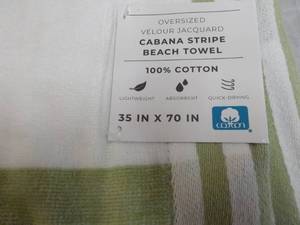 OVERSIZED
VELOUR JACQUARD
CABANA STRIPE
BEACH TOWEL
100% COTTON
LIGHTWEIGHT ABSORBENT QUICK-DRYING
35 IN X 70 IN
COTTON